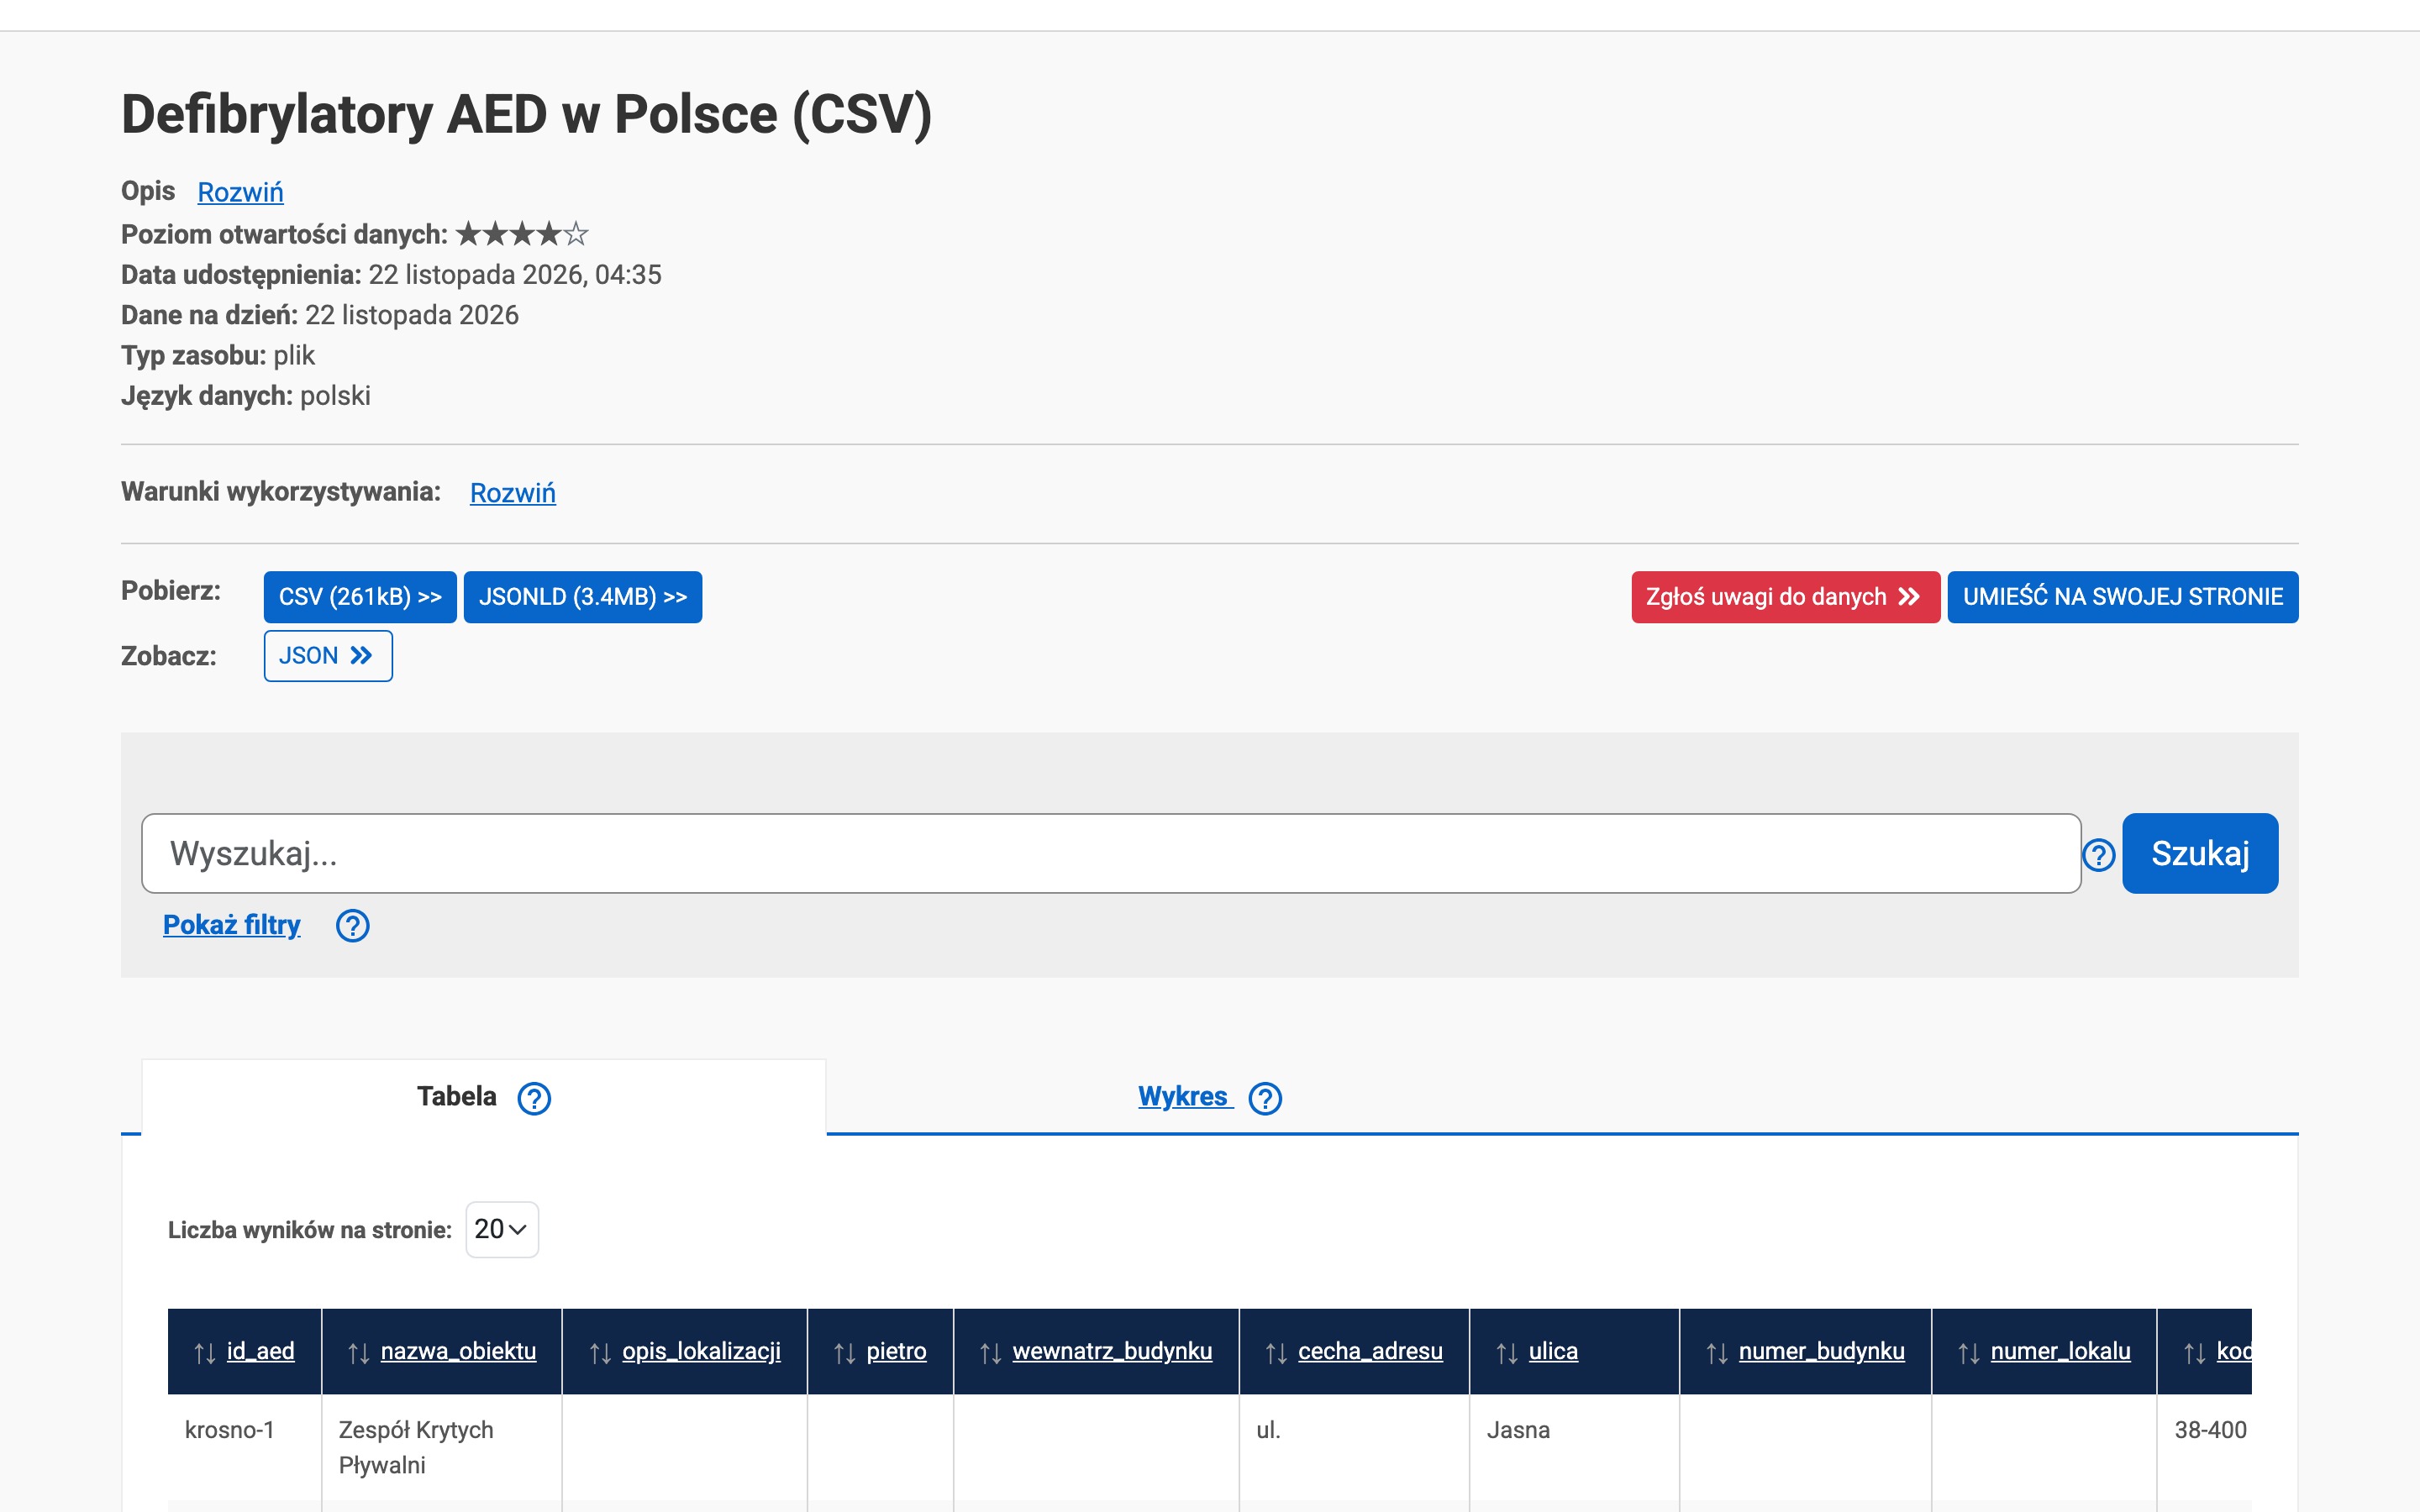 Defibrylatory AED w Polsce (CSV)
Opis Rozwiń
Poziom otwartości danych: ★★★★☆
Data udostępnienia: 22 listopada 2026, 04:35
Dane na dzień: 22 listopada 2026
Typ zasobu: plik
Język danych: polski
Warunki wykorzystywania: Rozwiń
Pobierz: CSV (261kB) >> JSONLD (3.4MB) >> Zgłoś uwagi do danych UMIEŚĆ NA SWOJEJ STRONIE
Zobacz: JSON
Wyszukaj... Szukaj
Pokaż filtry
Tabela Wykres
Liczba wyników na stronie: 20
id_aed nazwa_obiektu opis_lokalizacji pietro wewnatrz_budynku cecha_adresu ulica numer_budynku numer_lokalu kod
krosno-1 Zespół Krytych ul. Jasna 38-400
Pływalni